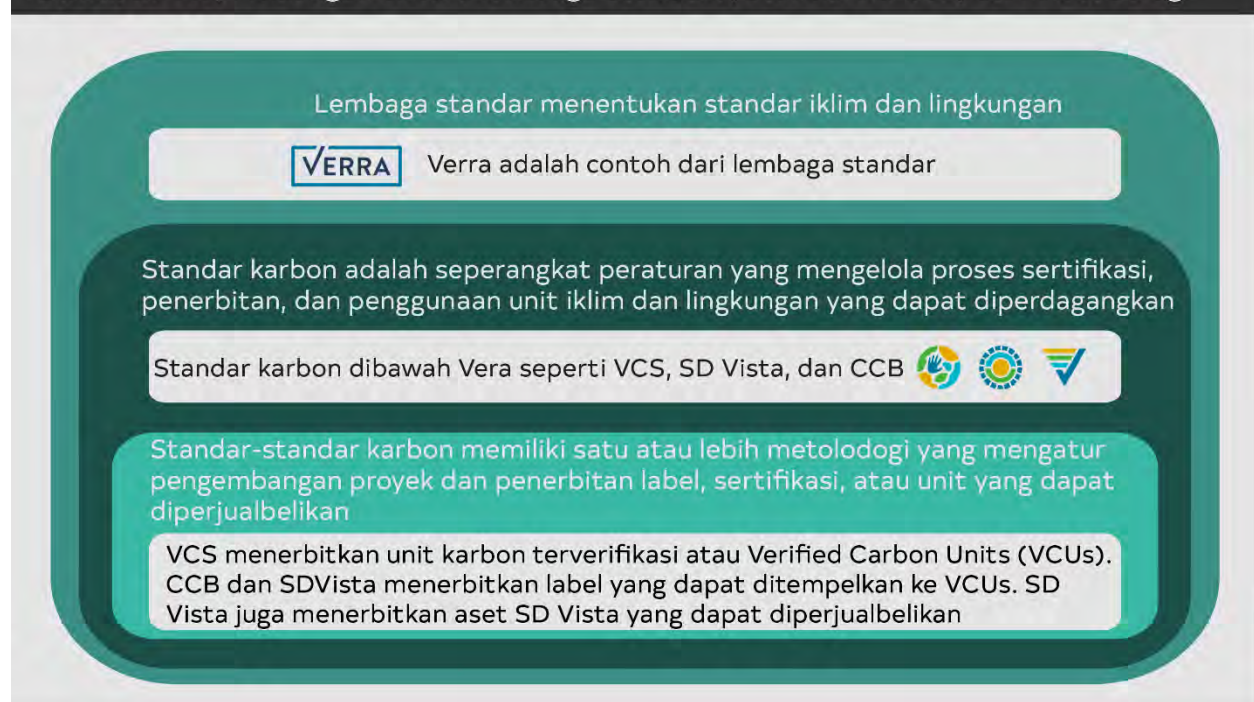 Lembaga standar menentukan standar iklim dan lingkungan
VERRA Verra adalah contoh dari lembaga standar
Standar karbon adalah seperangkat peraturan yang mengelola proses sertifikasi,
penerbitan, dan penggunaan unit iklim dan lingkungan yang dapat diperdagangkan
Standar karbon dibawah Vera seperti VCS, SD Vista, dan CCB
Standar-standar karbon memiliki satu atau lebih metolodogi yang mengatur
pengembangan proyek dan penerbitan label, sertifikasi, atau unit yang dapat
diperjualbelikan
VCS menerbitkan unit karbon terverifikasi atau Verified Carbon Units (VCUs).
CCB dan SDVista menerbitkan label yang dapat ditempelkan ke VCUs. SD
Vista juga menerbitkan aset SD Vista yang dapat diperjualbelikan